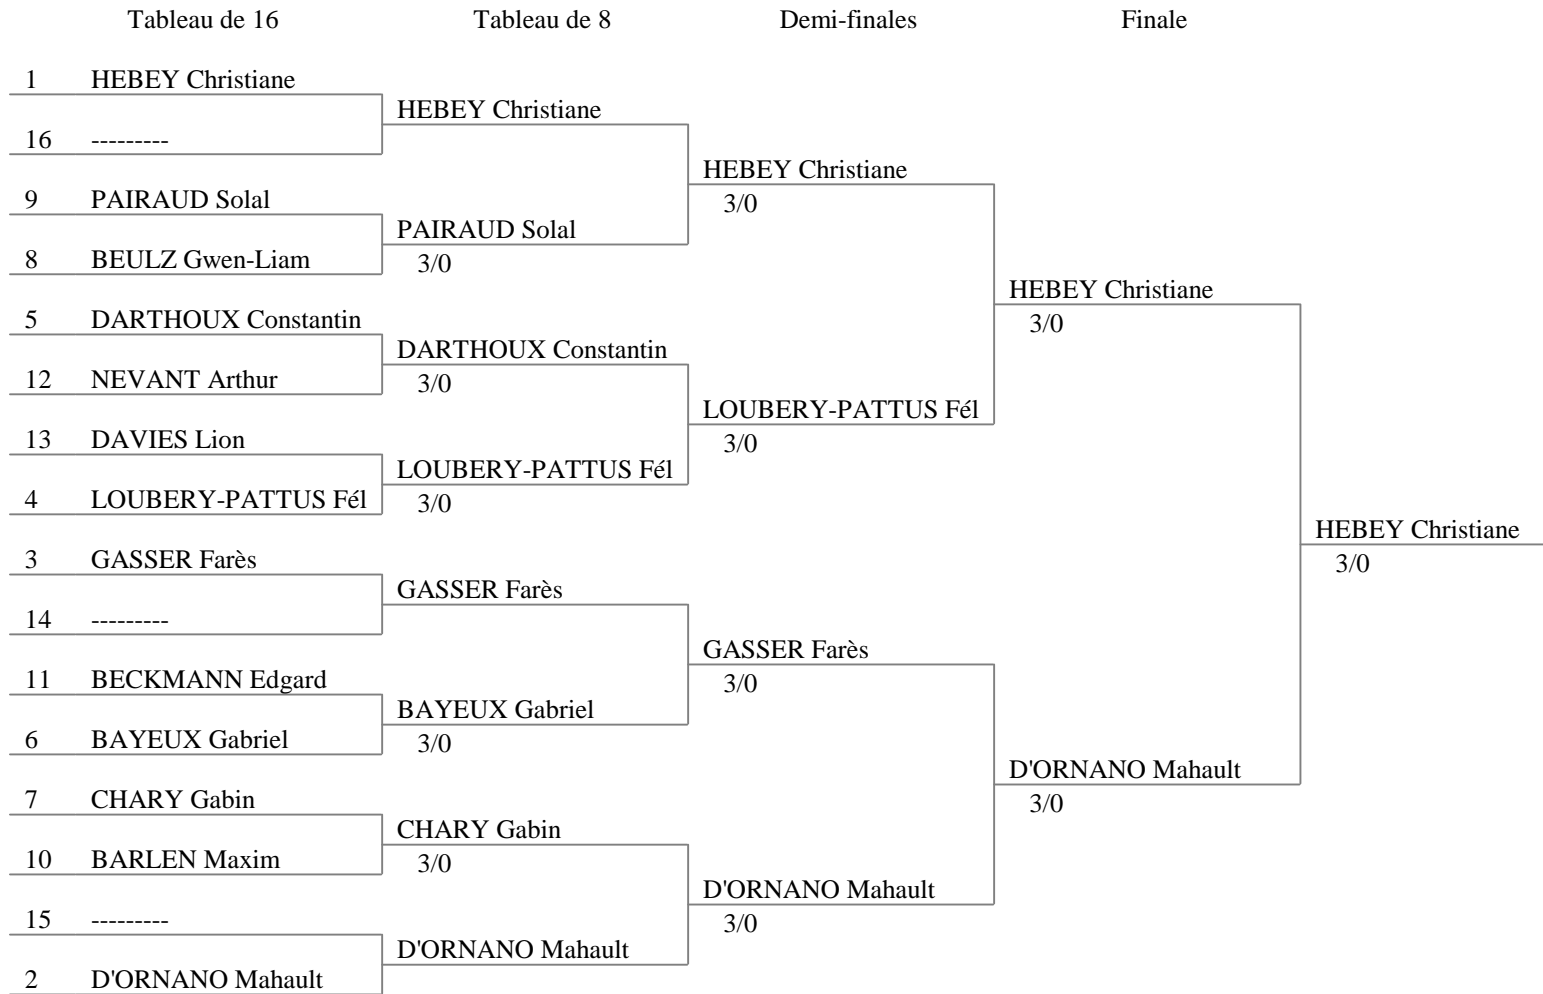 Tableau de 16 Tableau de 8 Demi-finales Finale
1 HEBEY Christiane
HEBEY Christiane
16 ---------
HEBEY Christiane
9 PAIRAUD Solal
3/0
PAIRAUD Solal
8 BEULZ Gwen-Liam
3/0
HEBEY Christiane
5 DARTHOUX Constantin
3/0
DARTHOUX Constantin
12 NEVANT Arthur
3/0
LOUBERY-PATTUS Fél
13 DAVIES Lion
3/0
LOUBERY-PATTUS Fél
4 LOUBERY-PATTUS Fél
3/0
HEBEY Christiane
3 GASSER Farès
3/0
GASSER Farès
14 ---------
GASSER Farès
11 BECKMANN Edgard
3/0
BAYEUX Gabriel
6 BAYEUX Gabriel
3/0
D'ORNANO Mahault
7 CHARY Gabin
3/0
CHARY Gabin
10 BARLEN Maxim
3/0
D'ORNANO Mahault
15 ---------
3/0
D'ORNANO Mahault
2 D'ORNANO Mahault